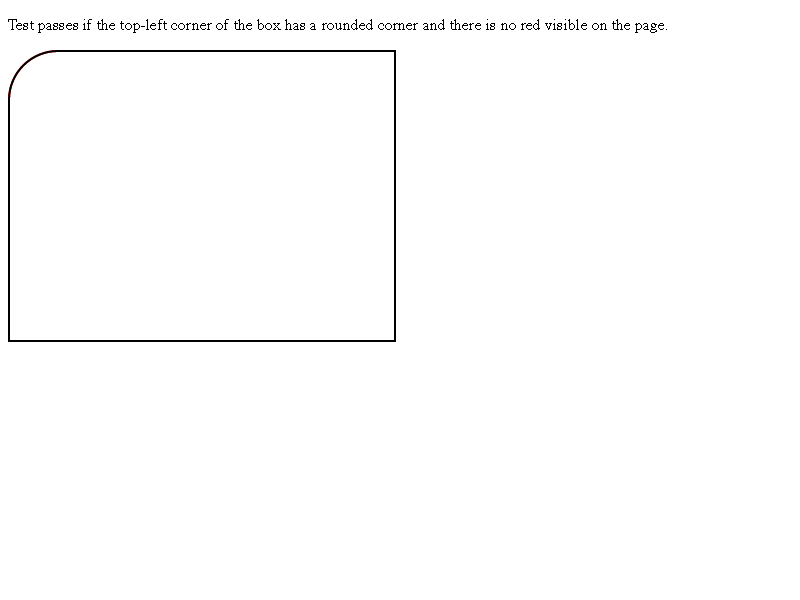 Test passes if the top-left corner of the box has a rounded corner and there is no red visible on the page.